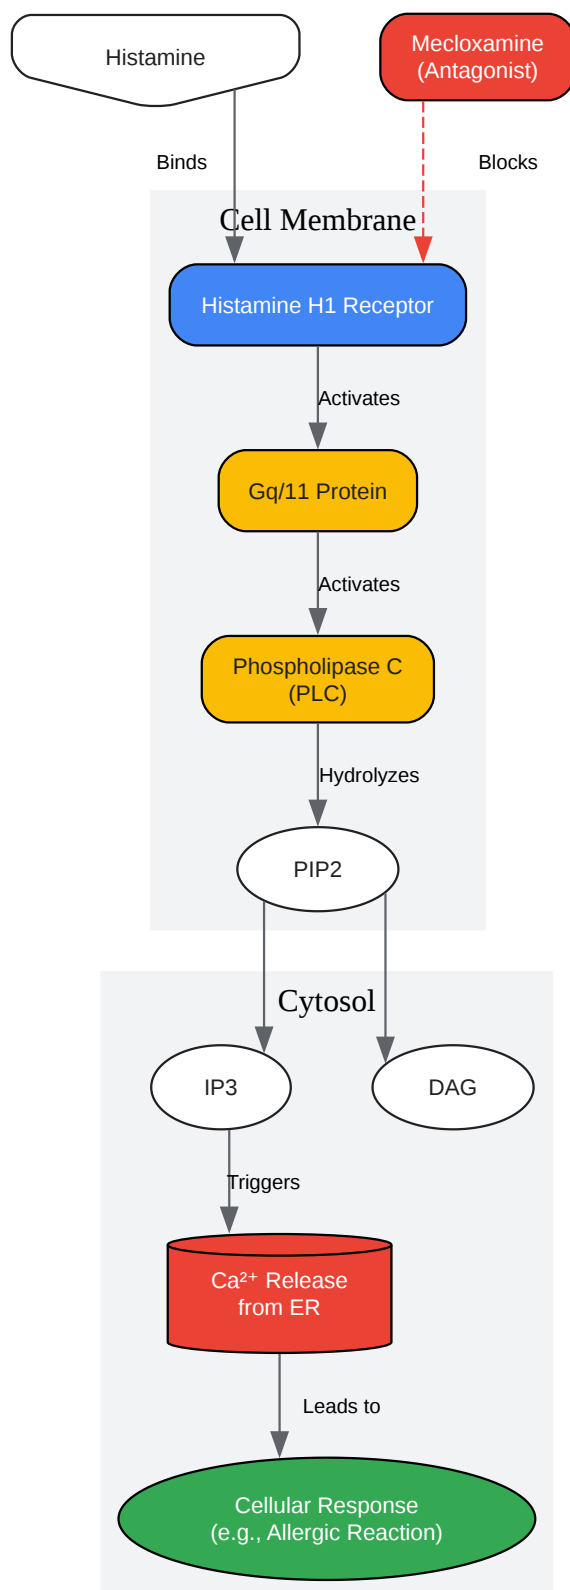 Histamine
Mecloxamine
(Antagonist)
Binds
Blocks
Cell Membrane
Histamine H1 Receptor
Activates
Gq/11 Protein
Activates
Phospholipase C
(PLC)
Hydrolyzes
PIP2
Cytosol
IP3
DAG
Triggers
Ca²⁺ Release
from ER
Leads to
Cellular Response
(e.g., Allergic Reaction)